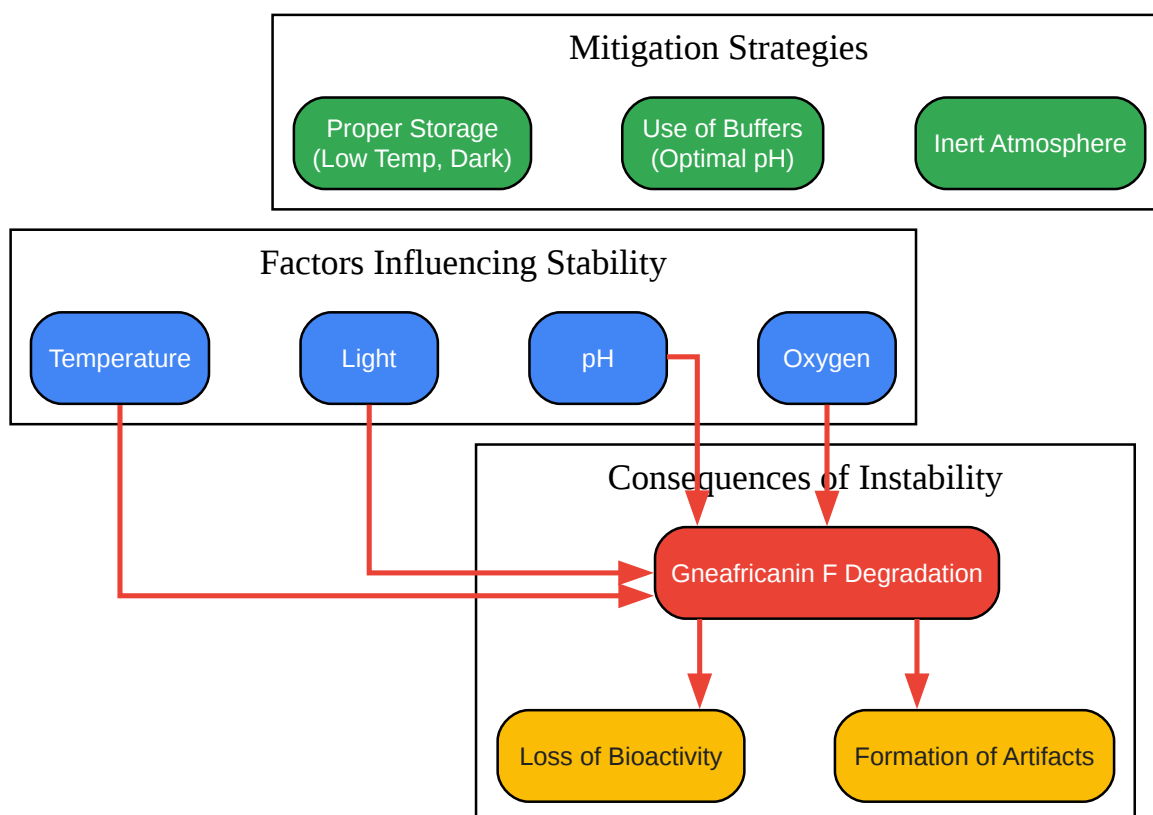 Mitigation Strategies
Proper Storage
(Low Temp, Dark)
Use of Buffers
(Optimal pH)
Inert Atmosphere
Factors Influencing Stability
Temperature
Light
pH
Oxygen
Consequences of Instability
Gneafricanin F Degradation
Loss of Bioactivity
Formation of Artifacts